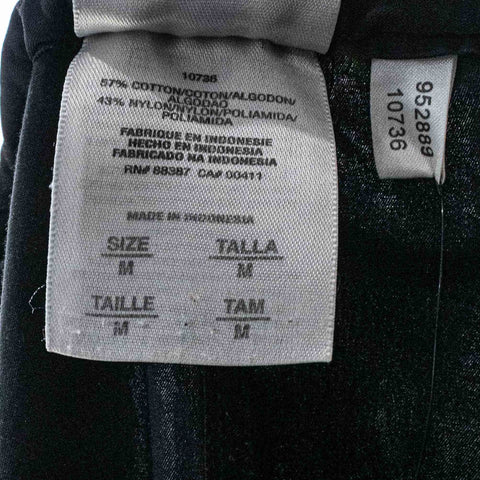 10736
57% COTTON/COTON/ALGODON/
ALGODAO
43% NYLON/NYLON/POLIAMIDA/
POLIAMIDA
FABRIQUE EN INDONESIE
HECHO EN INDONESIA
FABRICADO NA INDONESIA
RN# 88387 CA# 00411
MADE IN INDONESIA
SIZE TALLA
M M
TAILLE TAM
M M
952889
10736